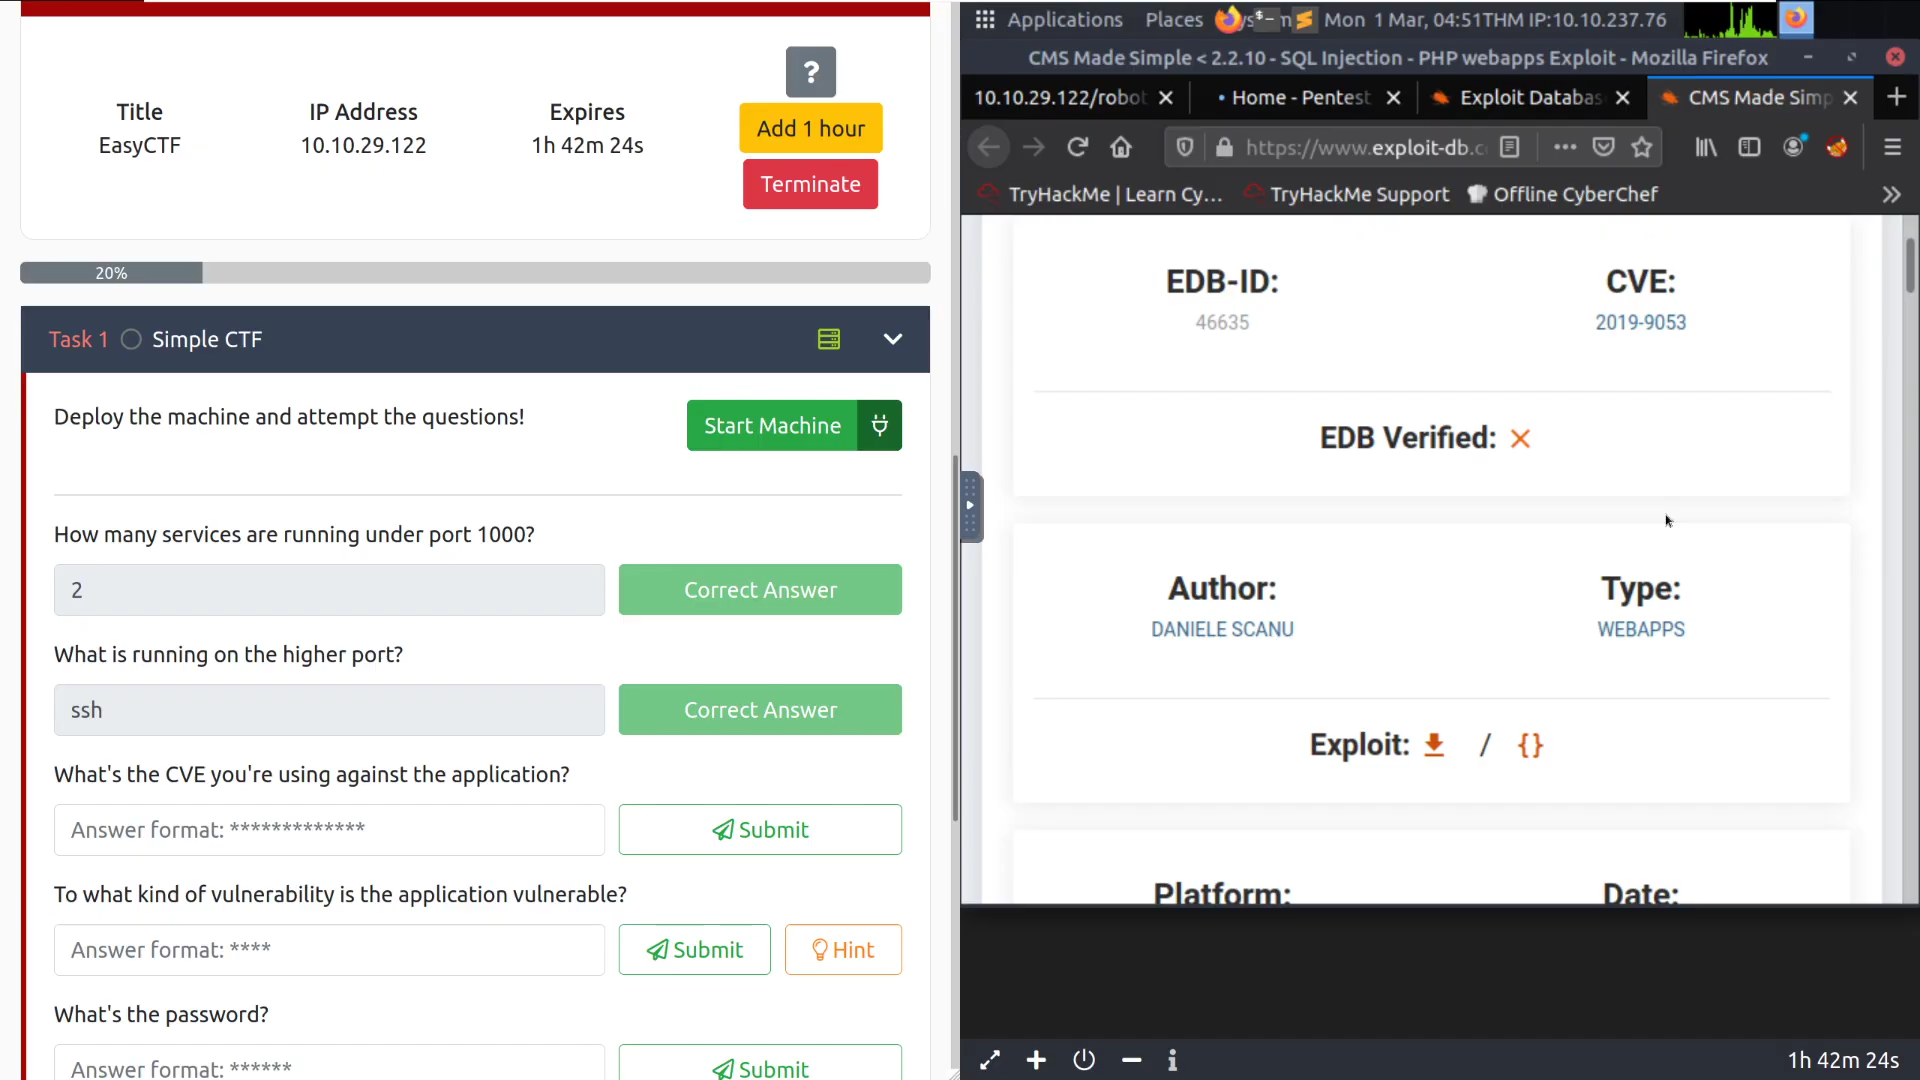 Title
EasyCTF
IP Address
10.10.29.122
Expires
1h 42m 24s
?
Add 1 hour
Terminate
20%
Task 1 Simple CTF
Deploy the machine and attempt the questions!
Start Machine
How many services are running under port 1000?
2
Correct Answer
What is running on the higher port?
ssh
Correct Answer
What's the CVE you're using against the application?
Answer format: *************
Submit
To what kind of vulnerability is the application vulnerable?
Answer format: ****
Submit
Hint
What's the password?
Answer format: ******
Submit
Applications Places Mon 1 Mar, 04:51 THM IP:10.10.237.76
CMS Made Simple < 2.2.10 - SQL Injection - PHP webapps Exploit - Mozilla Firefox
10.10.29.122/robot
Home - Pentest
Exploit Databas
CMS Made Simp
https://www.exploit-db.c
TryHackMe | Learn Cy...
TryHackMe Support
Offline CyberChef
EDB-ID:
46635
CVE:
2019-9053
EDB Verified:
Author:
DANIELE SCANU
Type:
WEBAPPS
Exploit: / {}
Platform:
Date:
1h 42m 24s